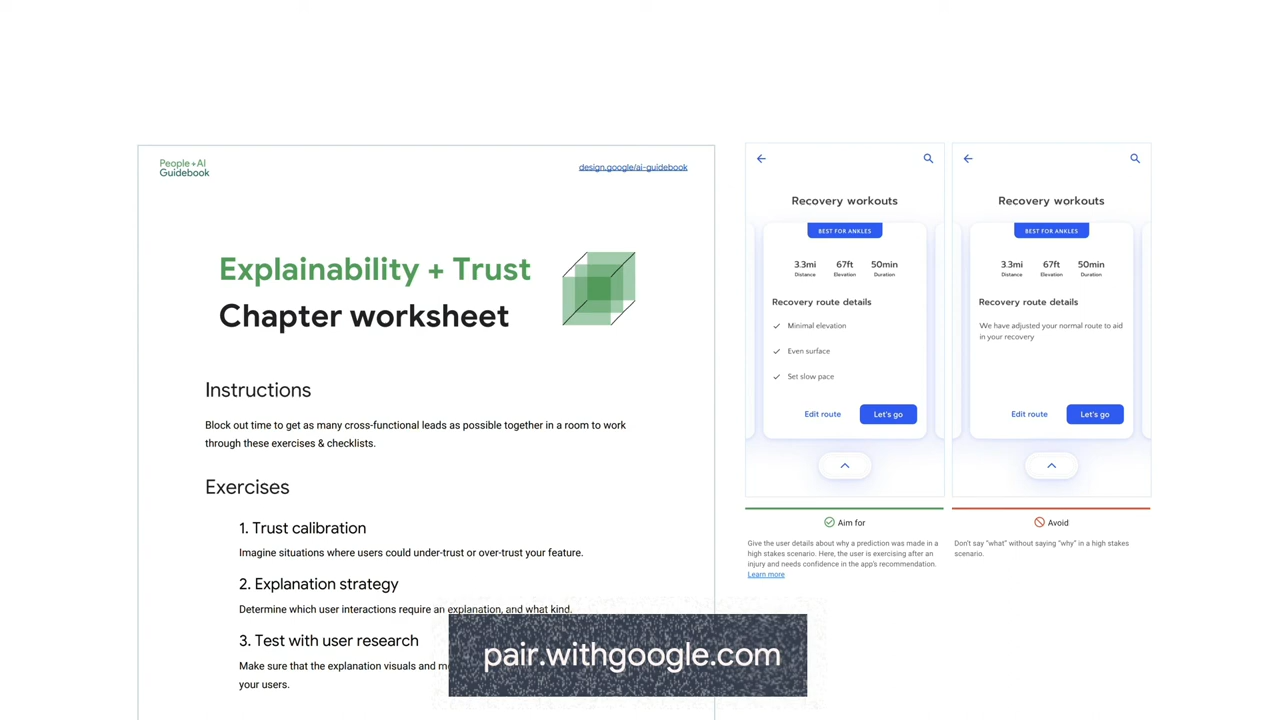 People + AI
Guidebook
design.google/ai-guidebook
Explainability + Trust
Chapter worksheet
Instructions
Block out time to get as many cross-functional leads as possible together in a room to work
through these exercises & checklists.
Exercises
1. Trust calibration
Imagine situations where users could under-trust or over-trust your feature.
2. Explanation strategy
Determine which user interactions require an explanation, and what kind.
3. Test with user research
Make sure that the explanation visuals and
your users.
Recovery workouts
BEST FOR ANKLES
3.3mi 67ft 50min
Distance Elevation Duration
Recovery route details
Minimal elevation
Even surface
Set slow pace
Edit route Let's go
Aim for
Give the user details about why a prediction was made in a
high stakes scenario. Here, the user is exercising after an
injury and needs confidence in the app's recommendation.
Learn more
Recovery workouts
BEST FOR ANKLES
3.3mi 67ft 50min
Distance Elevation Duration
Recovery route details
We have adjusted your normal route to aid
in your recovery
Edit route Let's go
Avoid
Don't say "what" without saying "why" in a high stakes
scenario.
pair.withgoogle.com